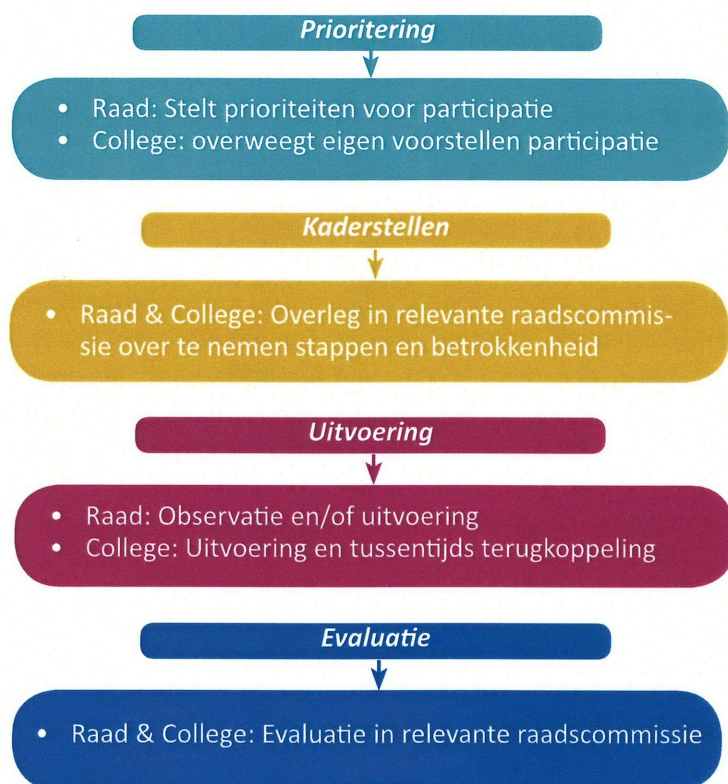 Prioritering
• Raad: Stelt prioriteiten voor participatie
• College: overweegt eigen voorstellen participatie
Kaderstellen
• Raad & College: Overleg in relevante raadscommis-
sie over te nemen stappen en betrokkenheid
Uitvoering
• Raad: Observatie en/of uitvoering
• College: Uitvoering en tussentijds terugkoppeling
Evaluatie
• Raad & College: Evaluatie in relevante raadscommissie